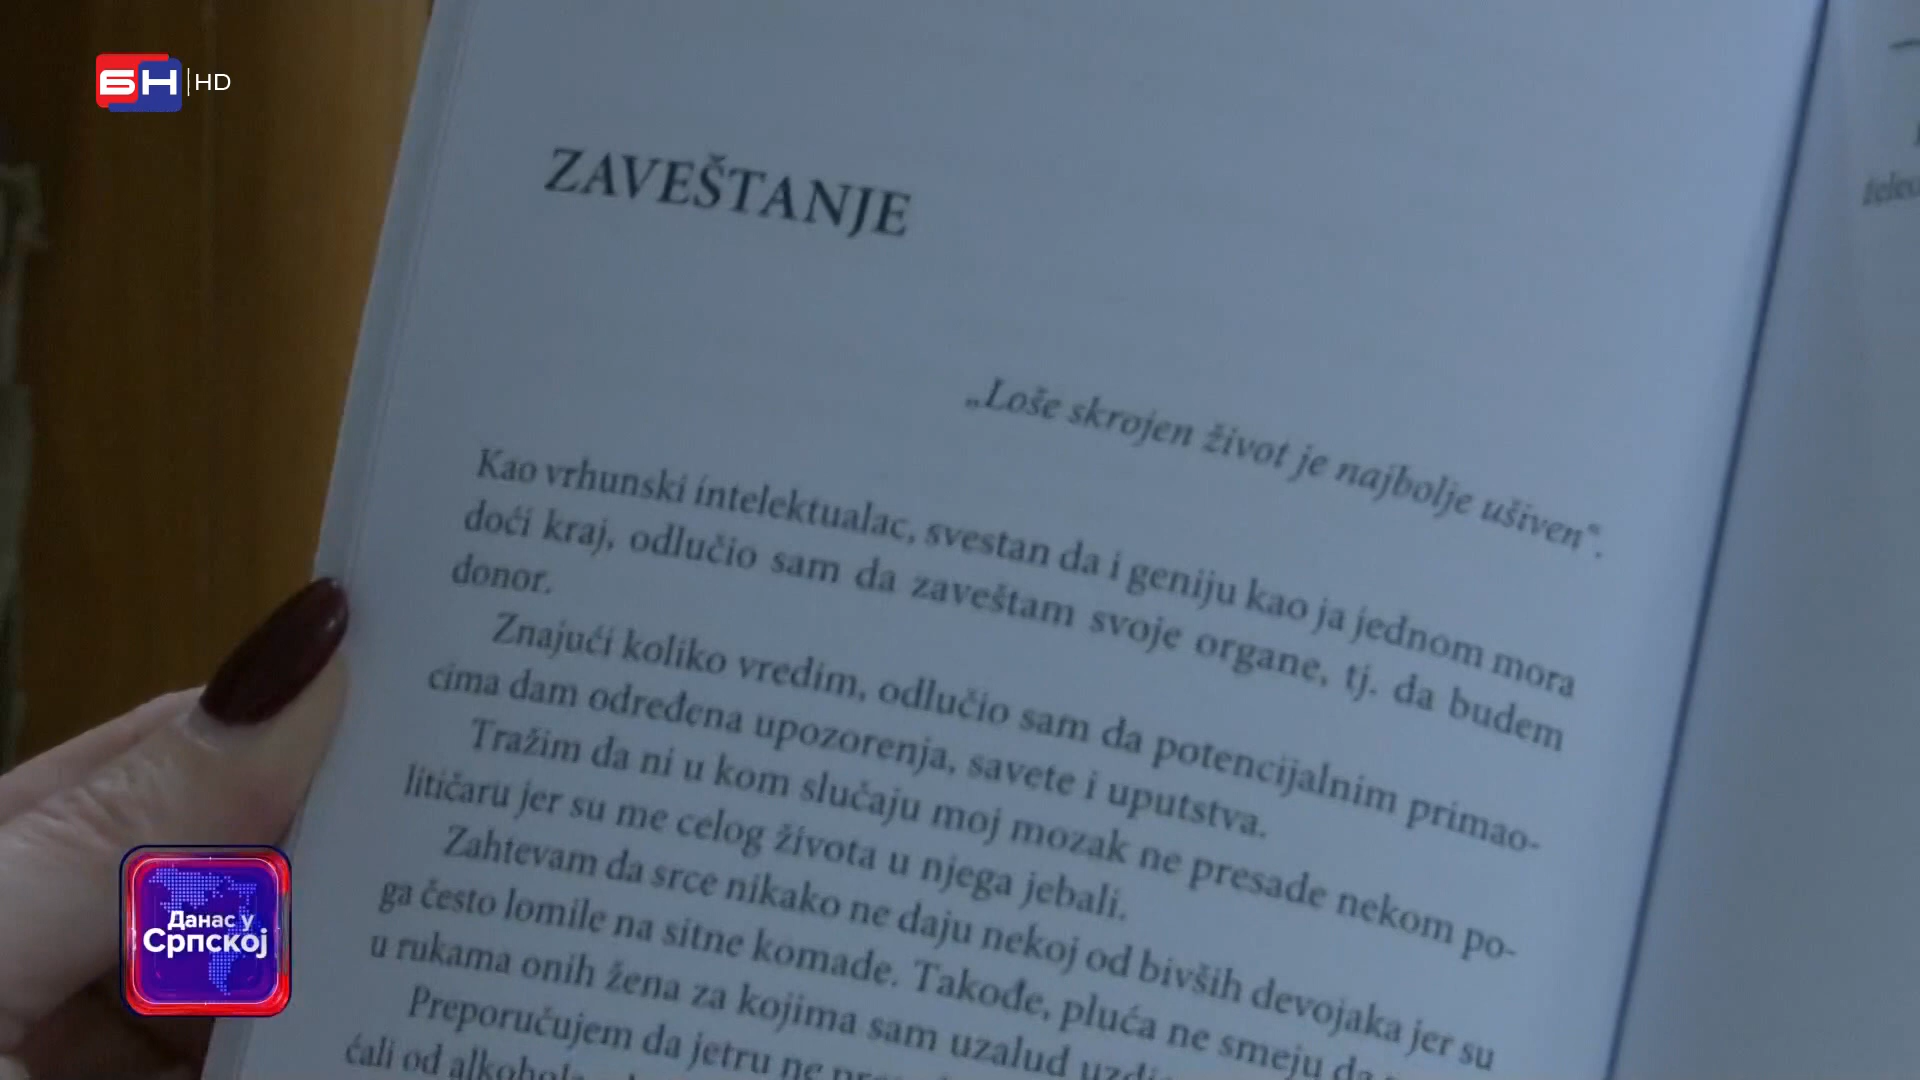 БН HD
ZAVEŠTANJE
„Loše skrojen život je najbolje ušiven“.
Kao vrhunski intelektualac, svestan da i geniju kao ja jednom mora
doći kraj, odlučio sam da zaveštam svoje organe, tj. da budem
donor.
Znajući koliko vredim, odlučio sam da potencijalnim primao-
cima dam određena upozorenja, savete i uputstva.
Tražim da ni u kom slučaju moj mozak ne presade nekom po-
litičaru jer su me celog života u njega jebali.
Zahtevam da srce nikako ne daju nekoj od bivših devojaka jer su
ga često lomile na sitne komade. Takođe, pluća ne smeju da
u rukama onih žena za kojima sam uzalud
Preporučujem da jetru ne
ćali od
Данас у
Српској